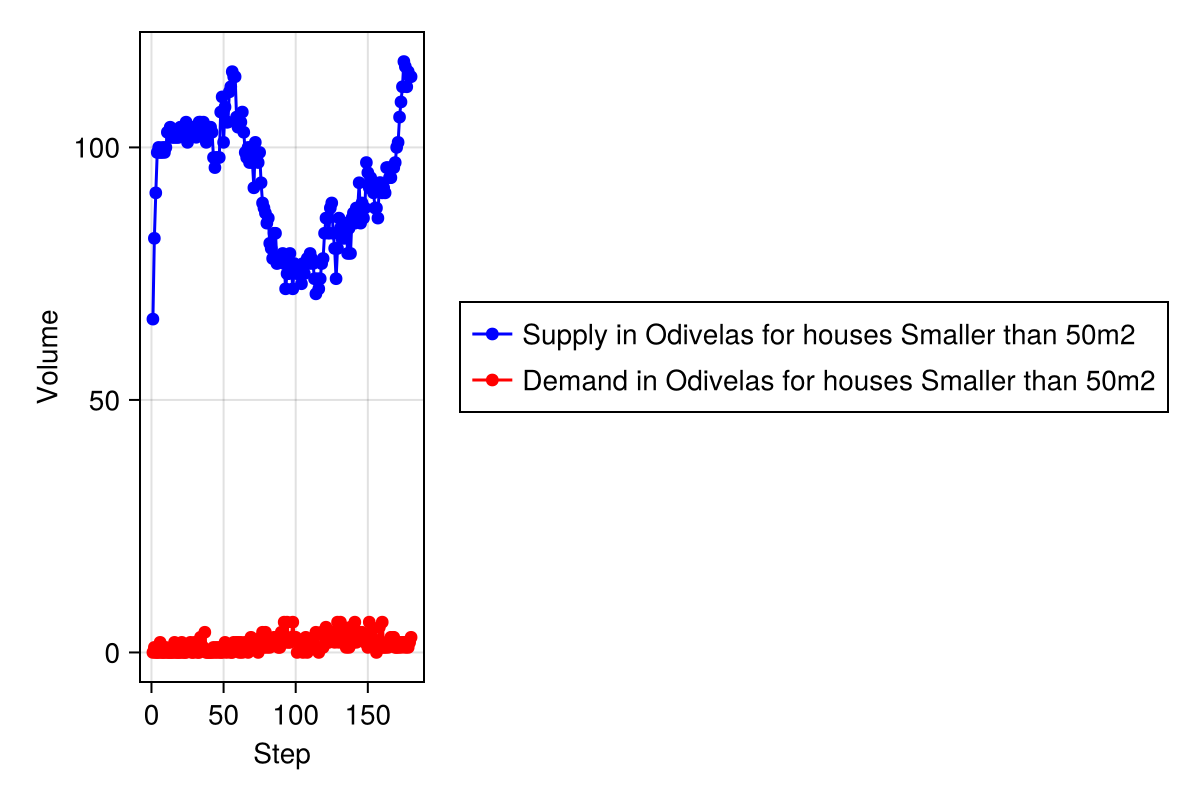 Volume
100
50
0
0 50 100 150
Step
Supply in Odivelas for houses Smaller than 50m2
Demand in Odivelas for houses Smaller than 50m2